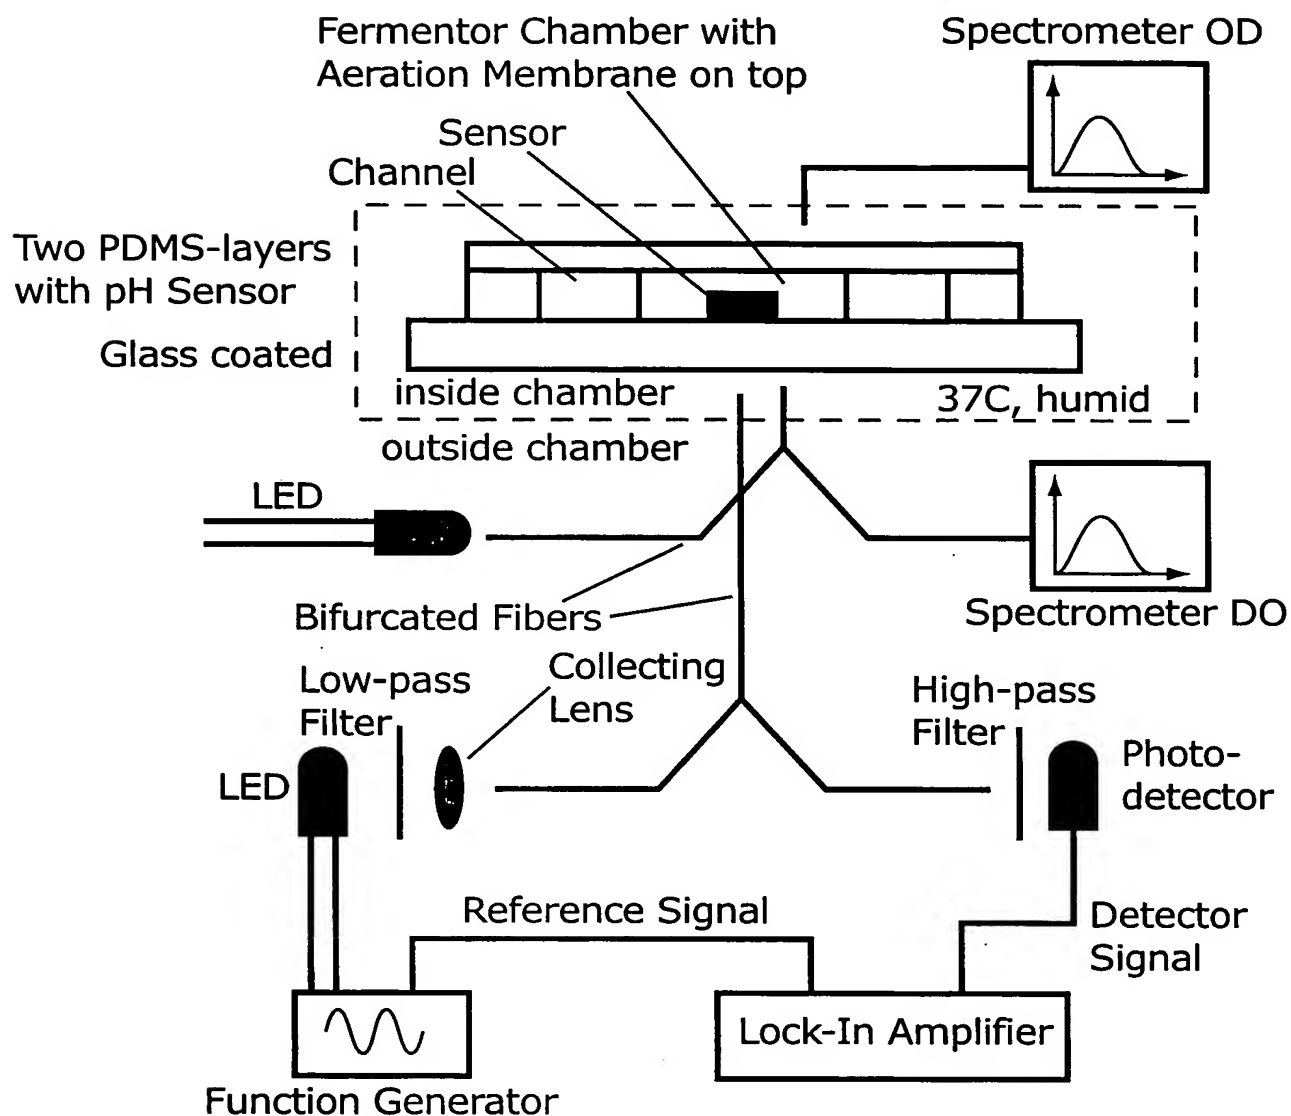 Fermentor Chamber with
Aeration Membrane on top
Spectrometer OD
Sensor
Channel
Two PDMS-layers
with pH Sensor
Glass coated
inside chamber
37C, humid
outside chamber
LED
Bifurcated Fibers
Spectrometer DO
Low-pass
Filter
Collecting
Lens
High-pass
Filter
LED
Photo-
detector
Reference Signal
Detector
Signal
Lock-In Amplifier
Function Generator